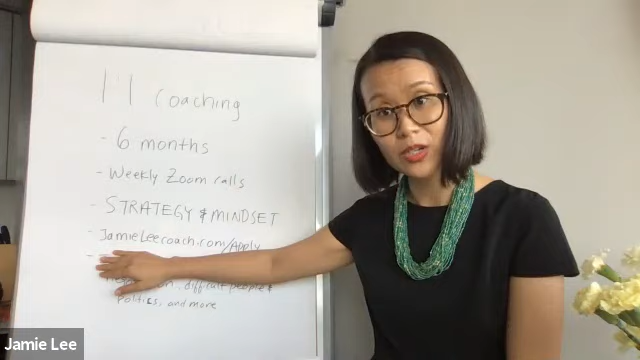 1:1 coaching
- 6 months
- Weekly Zoom calls
- STRATEGY & MINDSET
- JamieLeecoach.com/Apply
-
difficult people &
politics, and more
Jamie Lee